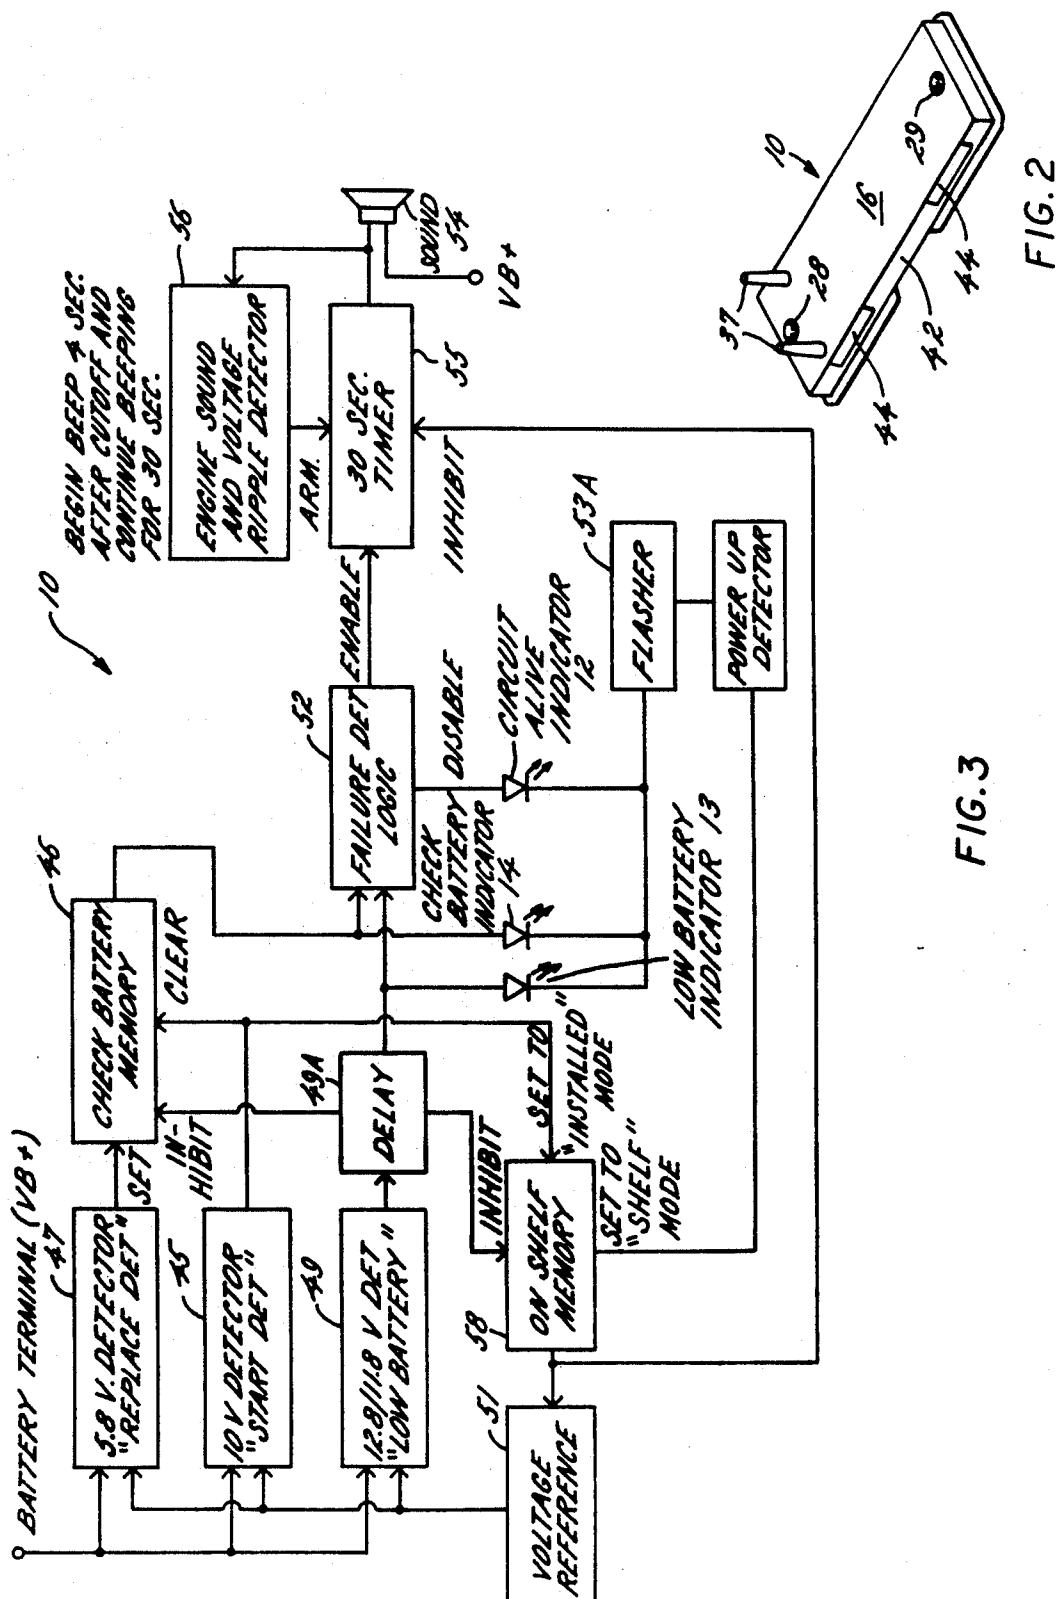 BATTERY TERMINAL (VB+)
47
5.8 V. DETECTOR
"REPLACE DET"
SET
46
CHECK BATTERY
MEMORY
IN-
HIBIT
CLEAR
45
10 V DETECTOR
"START DET"
49
12.8/11.8 V DET
"LOW BATTERY"
49A
DELAY
INHIBIT
SET TO
"INSTALLED"
MODE
58
ON SHELF
MEMORY
SET TO
"SHELF"
MODE
51
VOLTAGE
REFERENCE
10
52
FAILURE DET
LOGIC
ENABLE
DISABLE
CHECK
BATTERY
INDICATOR
14
CIRCUIT
ALIVE
INDICATOR
12
LOW BATTERY
INDICATOR 13
53A
FLASHER
POWER UP
DETECTOR
BEGIN BEEP 4 SEC.
AFTER CUTOFF AND
CONTINUE BEEPING
FOR 30 SEC.
56
ENGINE SOUND
AND VOLTAGE
RIPPLE DETECTOR
ARM.
30 SEC.
TIMER
55
INHIBIT
SOUND
54
VB+
FIG. 3
10
37
28
16
29
44
42
44
FIG. 2